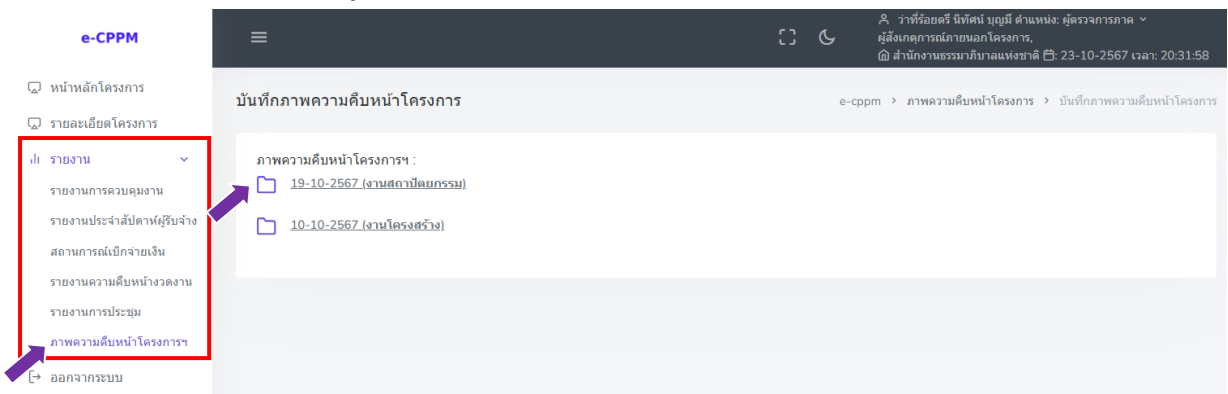 e-CPPM
ว่าที่ร้อยตรี นิทัศน์ บุญมี ตำแหน่ง: ผู้ตรวจการภาค
ผู้สังเกตุการณ์ภายนอกโครงการ,
สำนักงานธรรมาภิบาลแห่งชาติ : 23-10-2567 เวลา: 20:31:58
หน้าหลักโครงการ
รายละเอียดโครงการ
รายงาน
รายงานการควบคุมงาน
รายงานประจำสัปดาห์ผู้รับจ้าง
สถานการณ์เบิกจ่ายเงิน
รายงานความคืบหน้างวดงาน
รายงานการประชุม
ภาพความคืบหน้าโครงการฯ
ออกจากระบบ
บันทึกภาพความคืบหน้าโครงการ
e-cppm > ภาพความคืบหน้าโครงการ > บันทึกภาพความคืบหน้าโครงการ
ภาพความคืบหน้าโครงการฯ :
19-10-2567 (งานสถาปัตยกรรม)
10-10-2567 (งานโครงสร้าง)